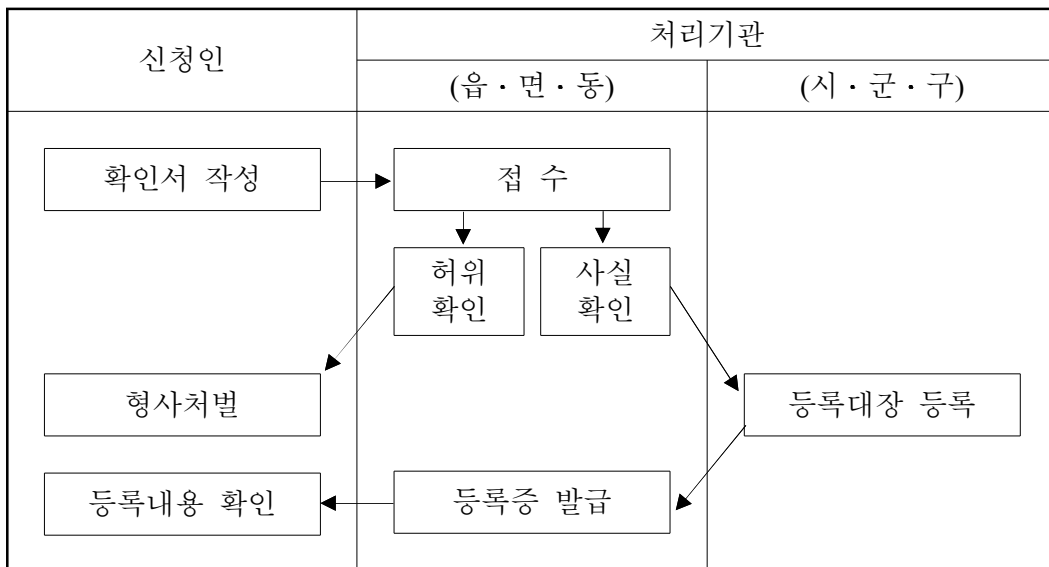 신청인
처리기관
(읍·면·동)
(시·군·구)
확인서 작성
접 수
허위
확인
사실
확인
형사처벌
등록대장 등록
등록내용 확인
등록증 발급